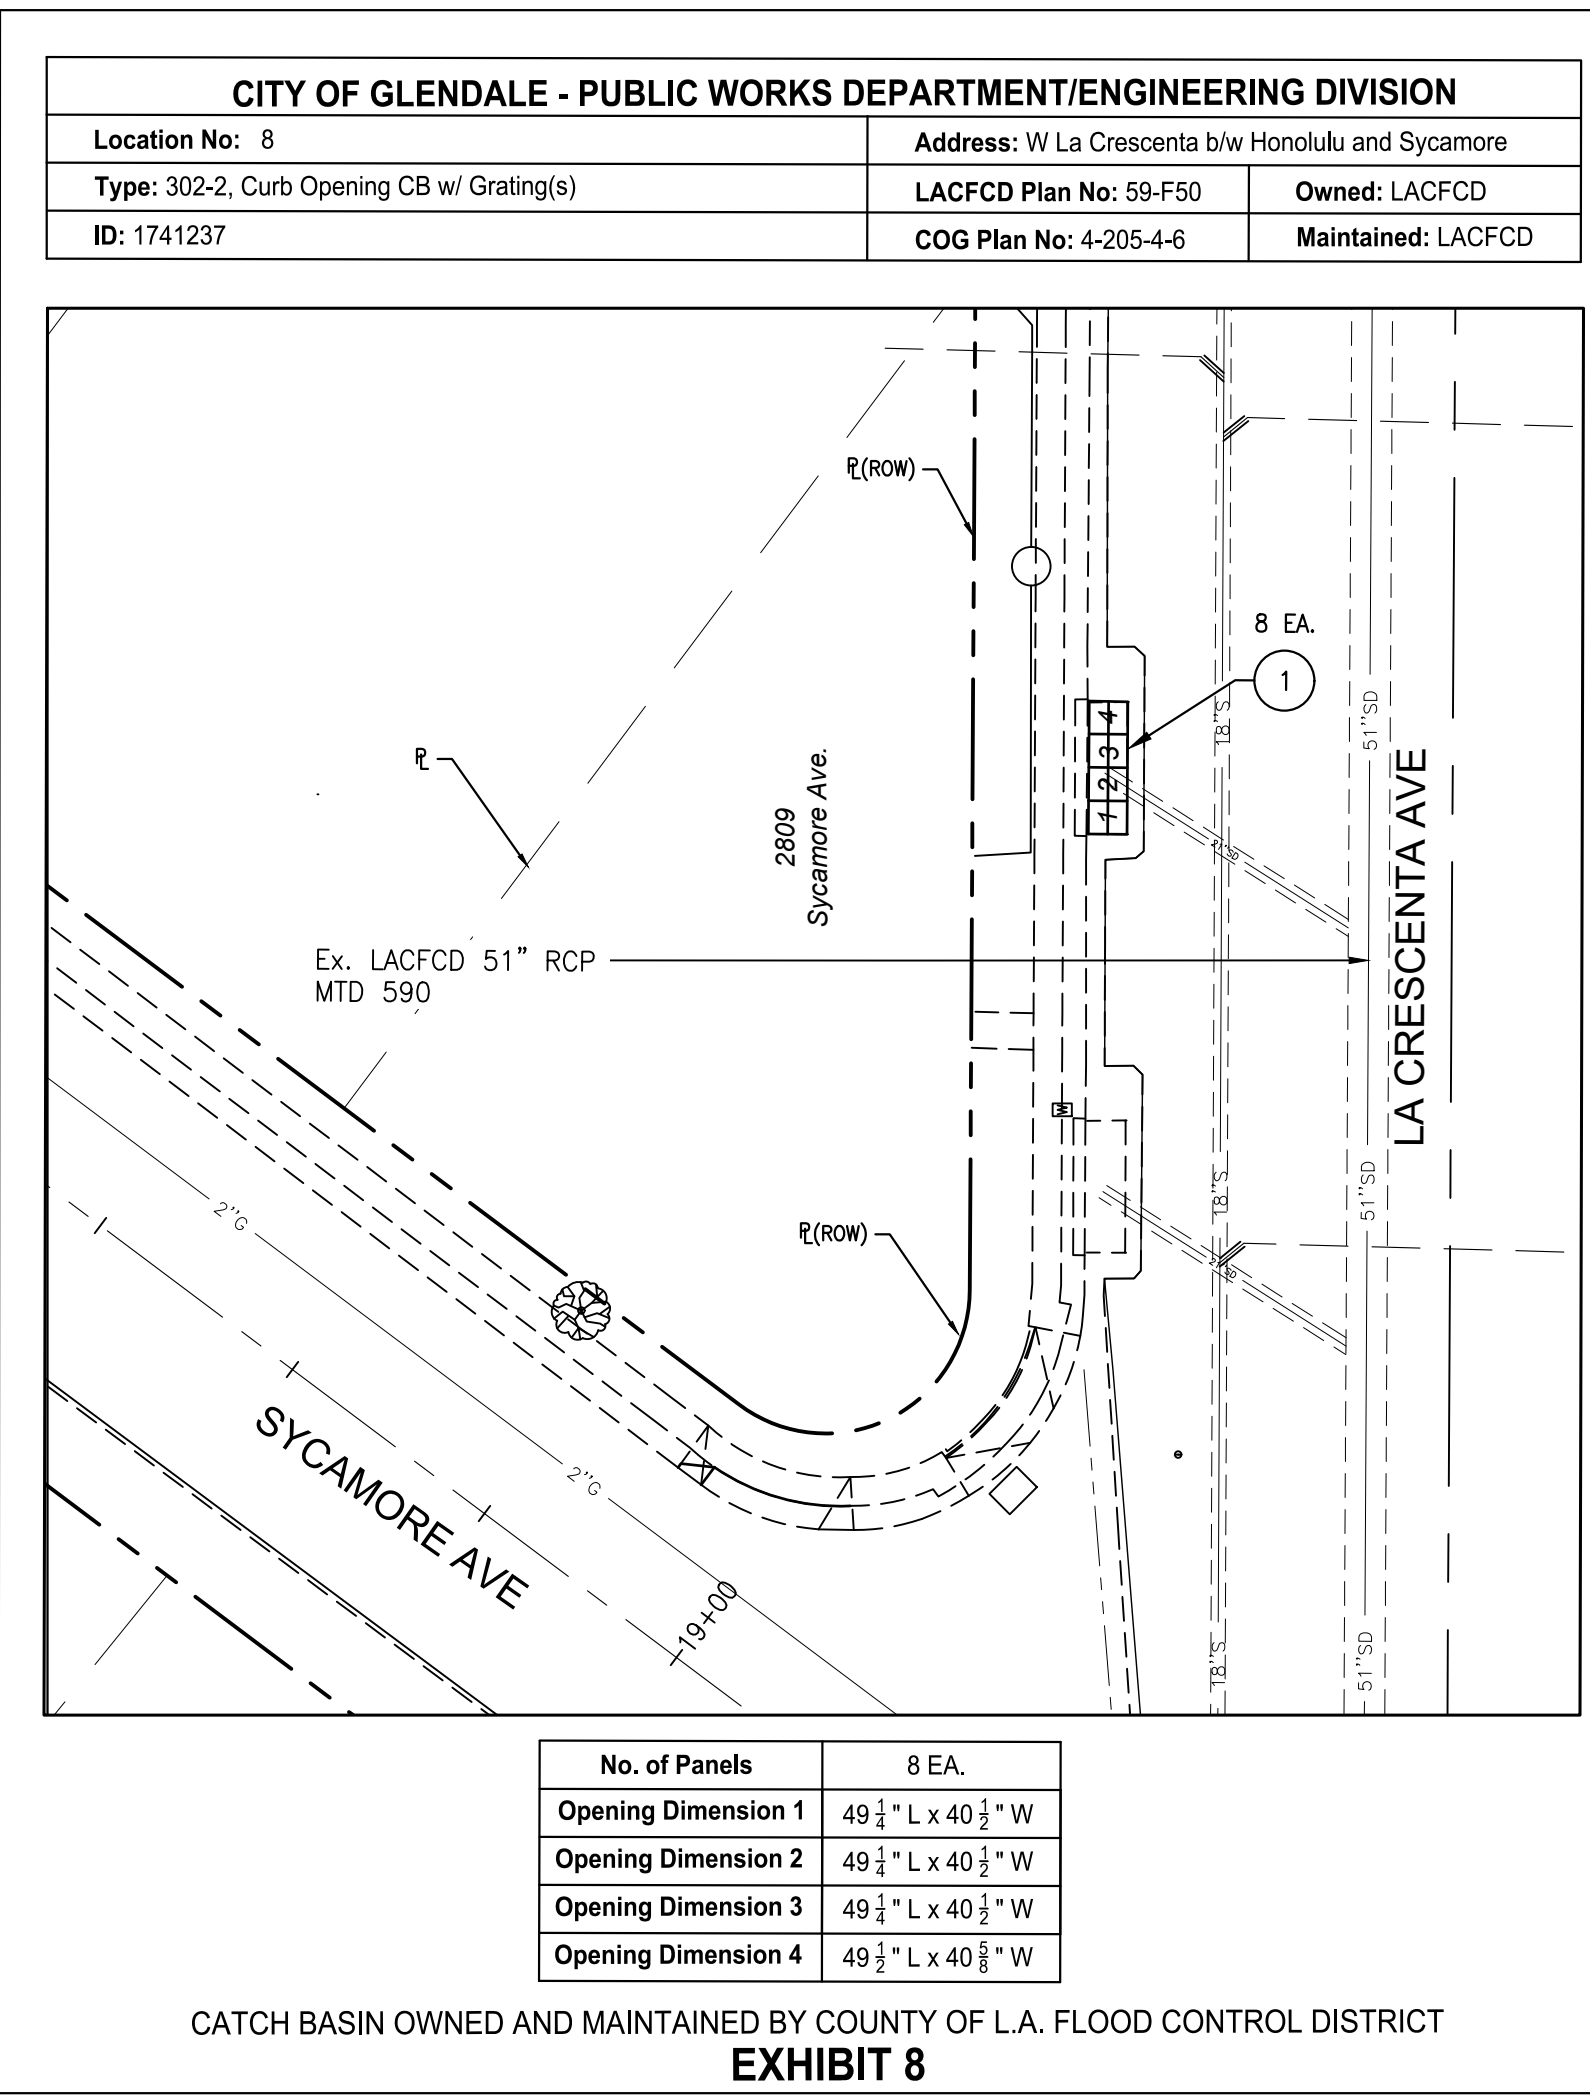 CITY OF GLENDALE - PUBLIC WORKS DEPARTMENT/ENGINEERING DIVISION
Location No: 8
Address: W La Crescenta b/w Honolulu and Sycamore
Type: 302-2, Curb Opening CB w/ Grating(s)
LACFCD Plan No: 59-F50
Owned: LACFCD
ID: 1741237
COG Plan No: 4-205-4-6
Maintained: LACFCD
℄(ROW)
8 EA.
1
4
3
2
1
18"S
51"SD
℄
2809
Sycamore Ave.
21"SD
LA CRESCENTA AVE
Ex. LACFCD 51" RCP
MTD 590
W
18"S
51"SD
2"G
℄(ROW)
21"SD
SYCAMORE AVE
2"G
19+00
18"S
51"SD
No. of Panels 8 EA.
Opening Dimension 1 49 1/4" L x 40 1/2" W
Opening Dimension 2 49 1/4" L x 40 1/2" W
Opening Dimension 3 49 1/4" L x 40 1/2" W
Opening Dimension 4 49 1/2" L x 40 5/8" W
CATCH BASIN OWNED AND MAINTAINED BY COUNTY OF L.A. FLOOD CONTROL DISTRICT
EXHIBIT 8